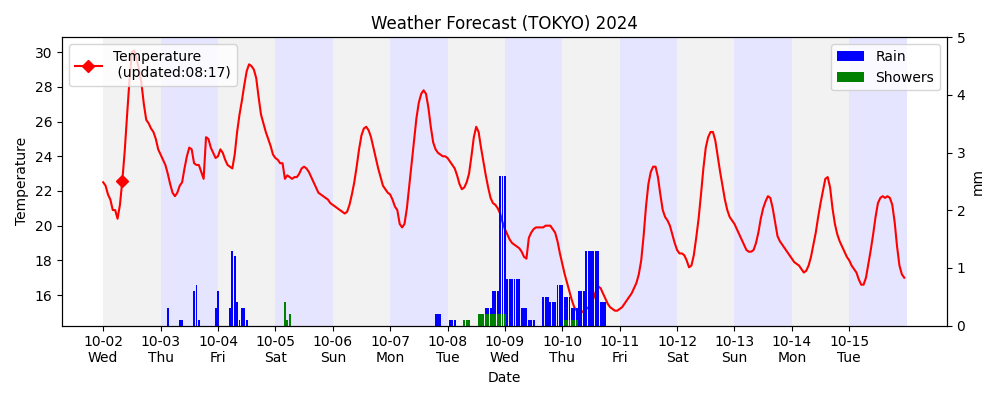 Weather Forecast (TOKYO) 2024
Temperature
(updated:08:17)
Rain
Showers
Temperature
30
28
26
24
22
20
18
16
5
4
3
2
1
0
mm
10-02 10-03 10-04 10-05 10-06 10-07 10-08 10-09 10-10 10-11 10-12 10-13 10-14 10-15
Wed Thu Fri Sat Sun Mon Tue Wed Thu Fri Sat Sun Mon Tue
Date